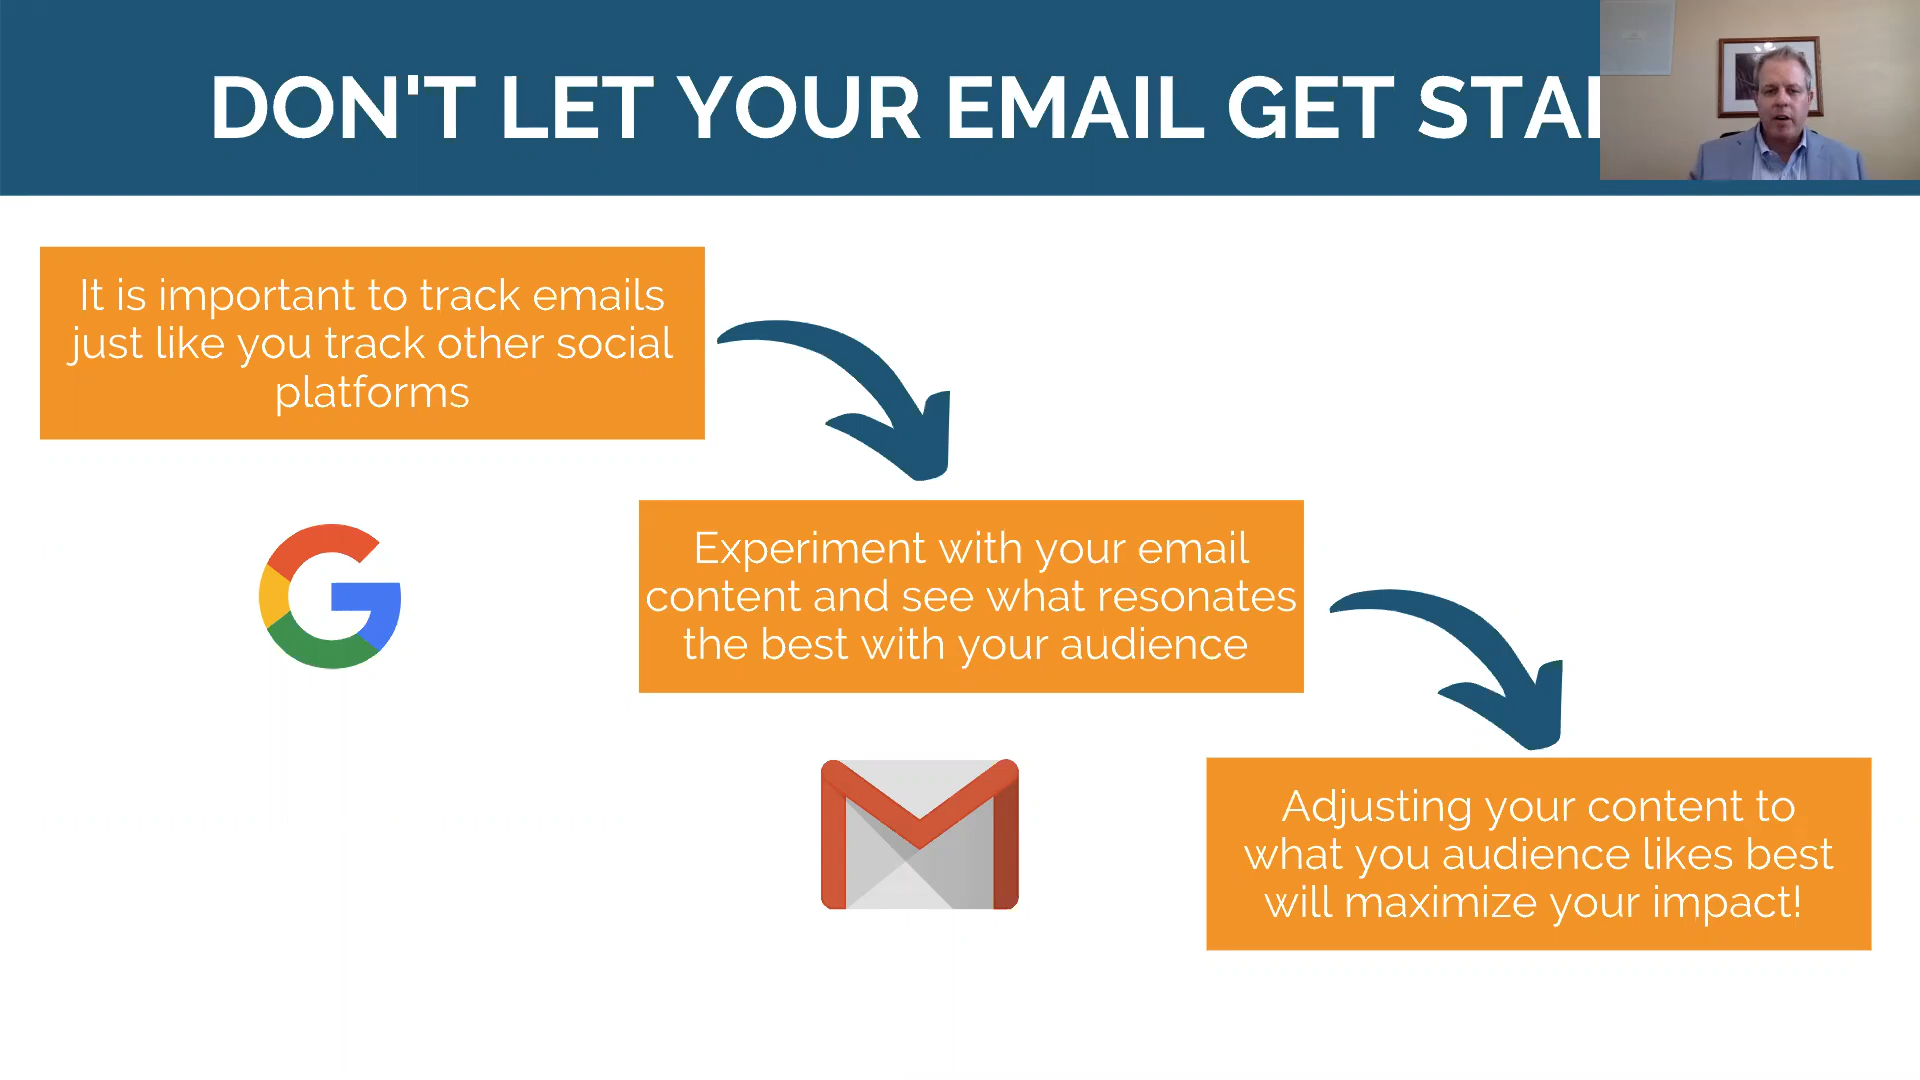 DON'T LET YOUR EMAIL GET
It is important to track emails
just like you track other social
platforms
Experiment with your email
content and see what resonates
the best with your audience
Adjusting your content to
what you audience likes best
will maximize your impact!